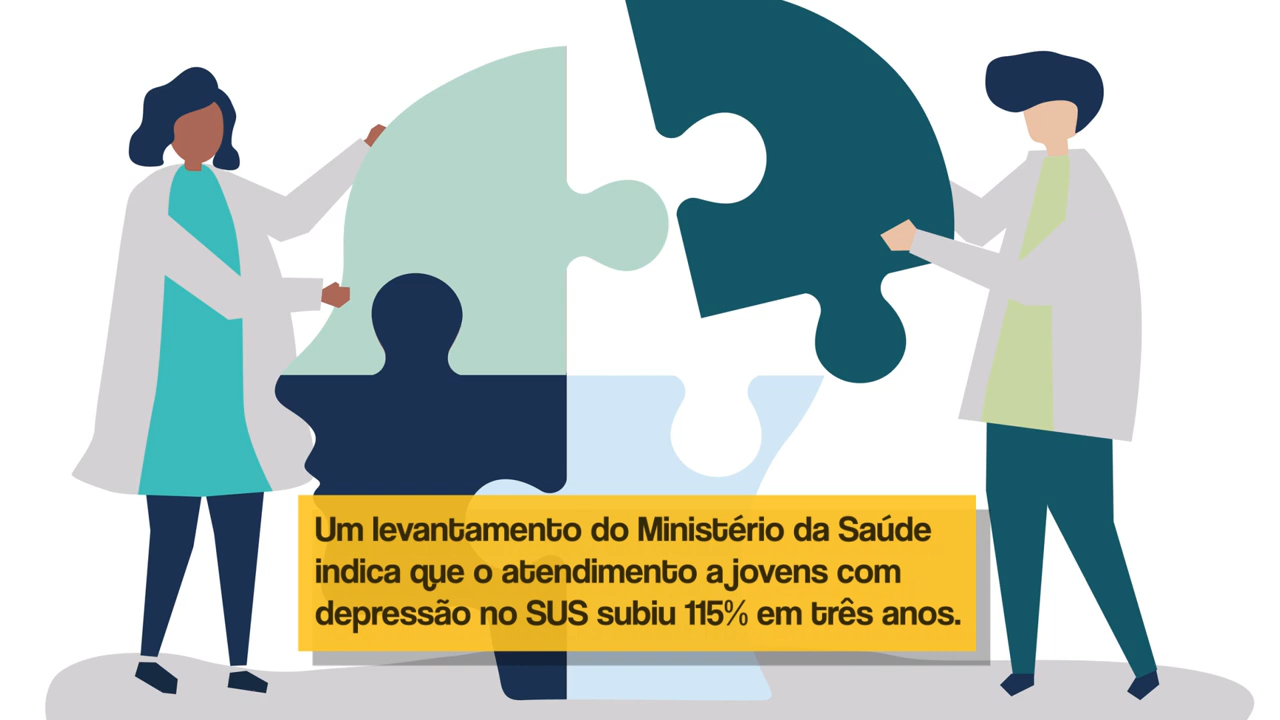 Um levantamento do Ministério da Saúde
indica que o atendimento a jovens com
depressão no SUS subiu 115% em três anos.